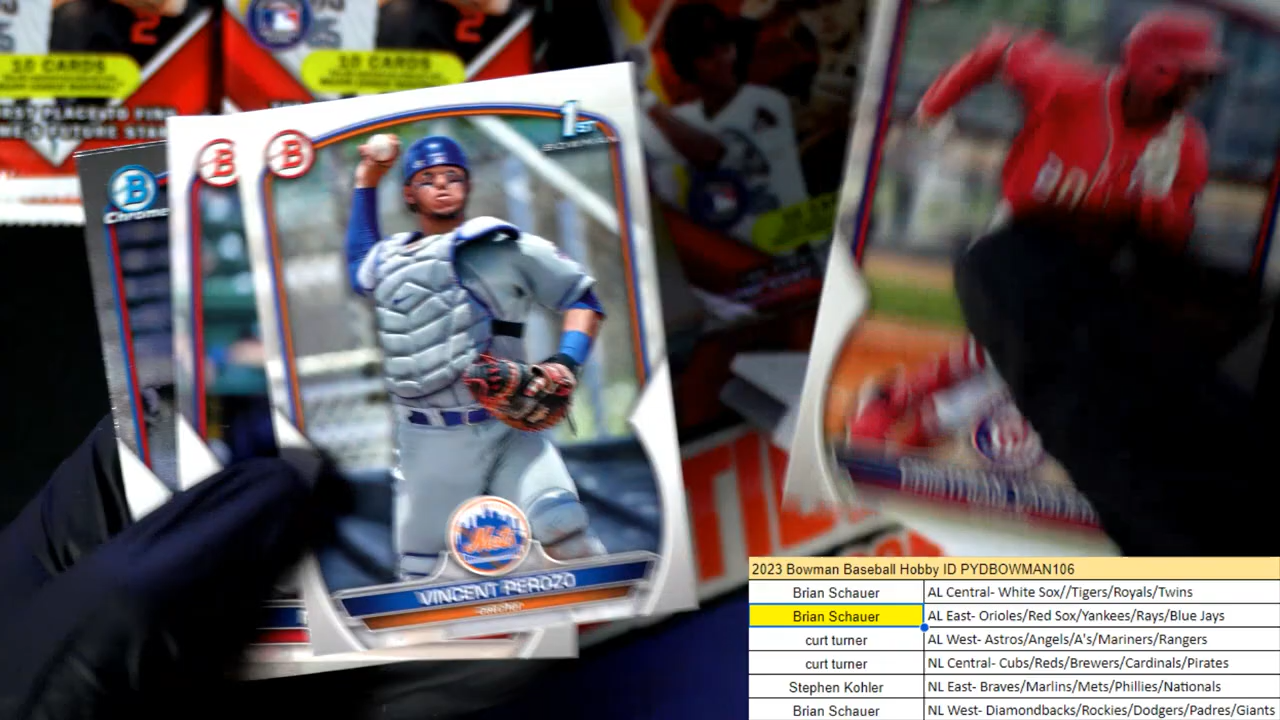 10 CARDS
10 CARDS
B
Chrome
B
B
1ST
BOWMAN
Mets
VINCENT PEROZO
catcher
2023 Bowman Baseball Hobby ID PYDBOWMAN106
Brian Schauer AL Central- White Sox//Tigers/Royals/Twins
Brian Schauer AL East- Orioles/Red Sox/Yankees/Rays/Blue Jays
curt turner AL West- Astros/Angels/A's/Mariners/Rangers
curt turner NL Central- Cubs/Reds/Brewers/Cardinals/Pirates
Stephen Kohler NL East- Braves/Marlins/Mets/Phillies/Nationals
Brian Schauer NL West- Diamondbacks/Rockies/Dodgers/Padres/Giants